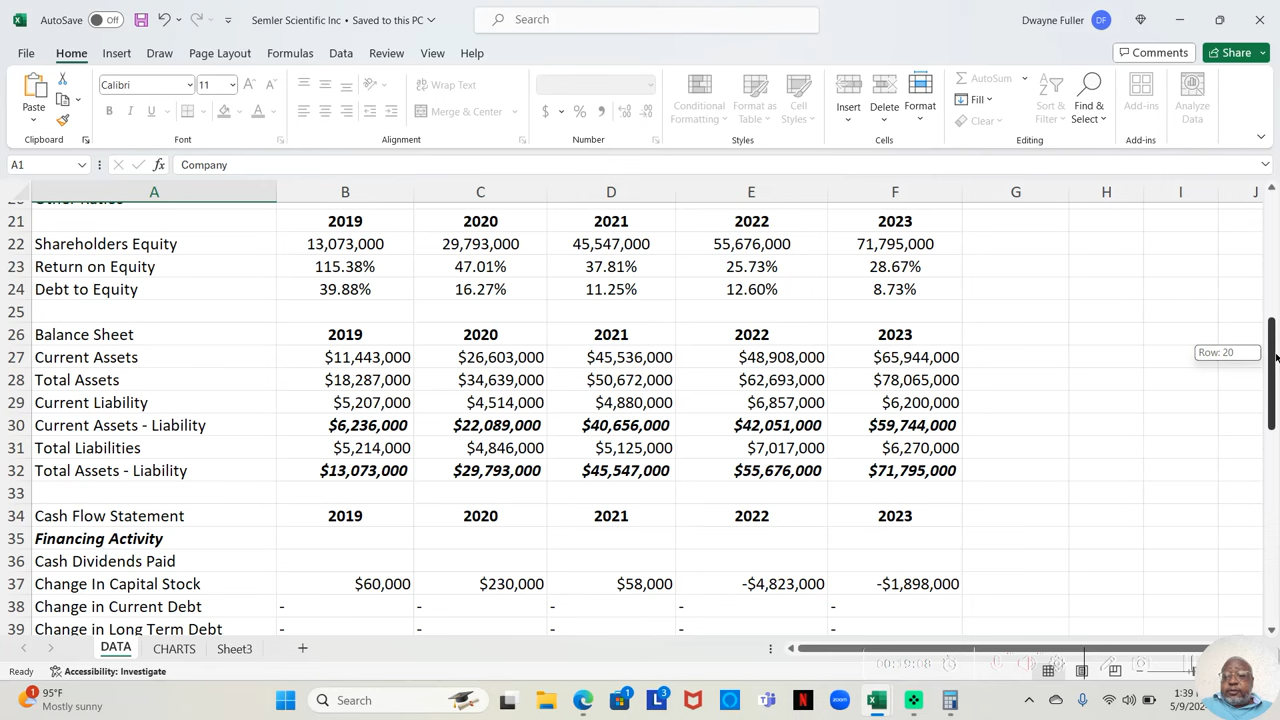 AutoSave Off Semler Scientific Inc • Saved to this PC Search Dwayne Fuller DF
File Home Insert Draw Page Layout Formulas Data Review View Help Comments Share
Paste Calibri 11 Wrap Text Conditional Formatting Format as Table Cell Styles Insert Delete Format AutoSum Sort & Filter Find & Select Add-ins Analyze Data
B I U A Merge & Center $ % Fill
Clear
Clipboard Font Alignment Number Styles Cells Editing Add-ins
A1 fx Company
A B C D E F G H I J
21 2019 2020 2021 2022 2023
22 Shareholders Equity 13,073,000 29,793,000 45,547,000 55,676,000 71,795,000
23 Return on Equity 115.38% 47.01% 37.81% 25.73% 28.67%
24 Debt to Equity 39.88% 16.27% 11.25% 12.60% 8.73%
25
26 Balance Sheet 2019 2020 2021 2022 2023
27 Current Assets $11,443,000 $26,603,000 $45,536,000 $48,908,000 $65,944,000
Row: 20
28 Total Assets $18,287,000 $34,639,000 $50,672,000 $62,693,000 $78,065,000
29 Current Liability $5,207,000 $4,514,000 $4,880,000 $6,857,000 $6,200,000
30 Current Assets - Liability $6,236,000 $22,089,000 $40,656,000 $42,051,000 $59,744,000
31 Total Liabilities $5,214,000 $4,846,000 $5,125,000 $7,017,000 $6,270,000
32 Total Assets - Liability $13,073,000 $29,793,000 $45,547,000 $55,676,000 $71,795,000
33
34 Cash Flow Statement 2019 2020 2021 2022 2023
35 Financing Activity
36 Cash Dividends Paid
37 Change In Capital Stock $60,000 $230,000 $58,000 -$4,823,000 -$1,898,000
38 Change in Current Debt - - - - -
39 Change in Long Term Debt - - - - -
DATA CHARTS Sheet3
Ready Accessibility: Investigate 00:19:08
95°F
Mostly sunny
Search
1:39
5/9/